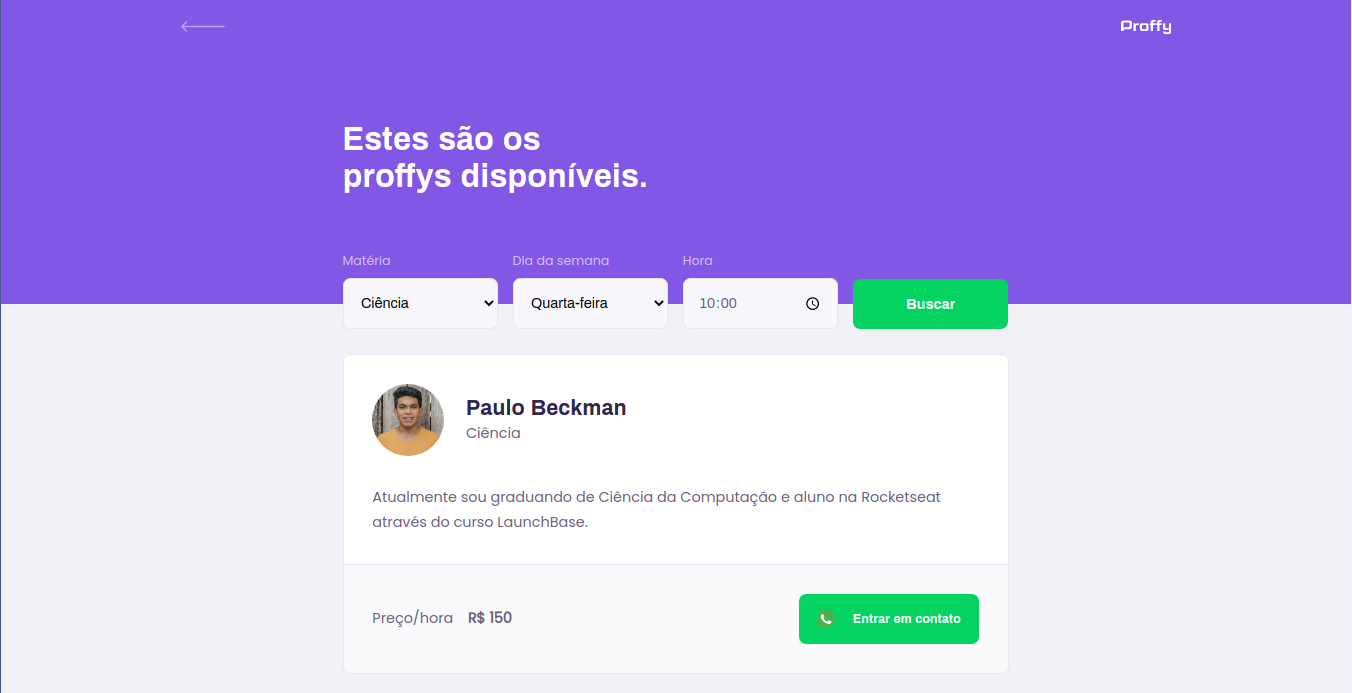 Proffy
Estes são os
proffys disponíveis.
Matéria
Dia da semana
Hora
Ciência
Quarta-feira
10:00
Buscar
Paulo Beckman
Ciência
Atualmente sou graduando de Ciência da Computação e aluno na Rocketseat
através do curso LaunchBase.
Preço/hora R$ 150
Entrar em contato